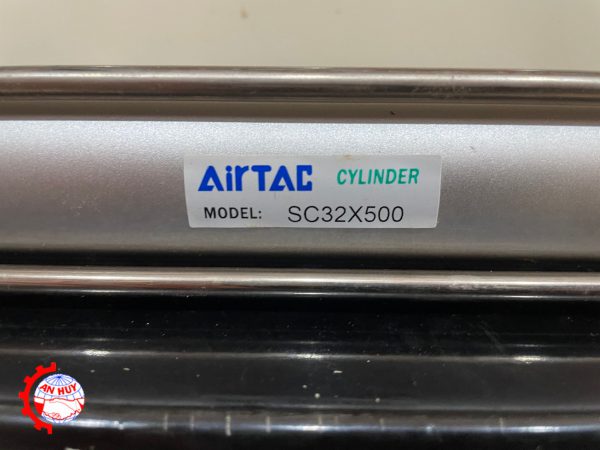 AirTAC CYLINDER
MODEL: SC32X500
AN HUY